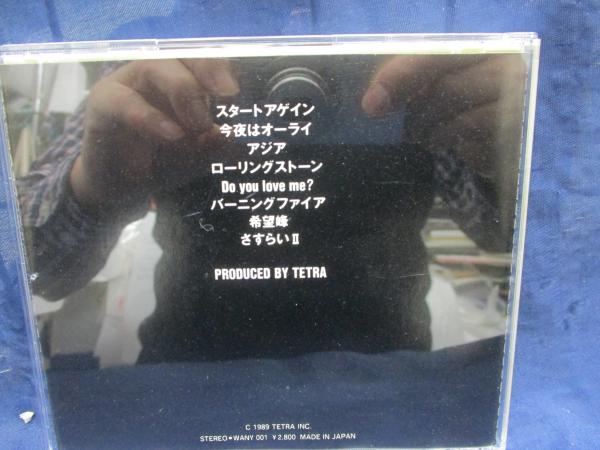 スタートアゲイン
今夜はオーライ
アジア
ローリングストーン
Do you love me?
バーニングファイア
希望峰
さすらいⅡ
PRODUCED BY TETRA
C 1989 TETRA INC.
STEREO●WANY 001 ¥2.800 MADE IN JAPAN